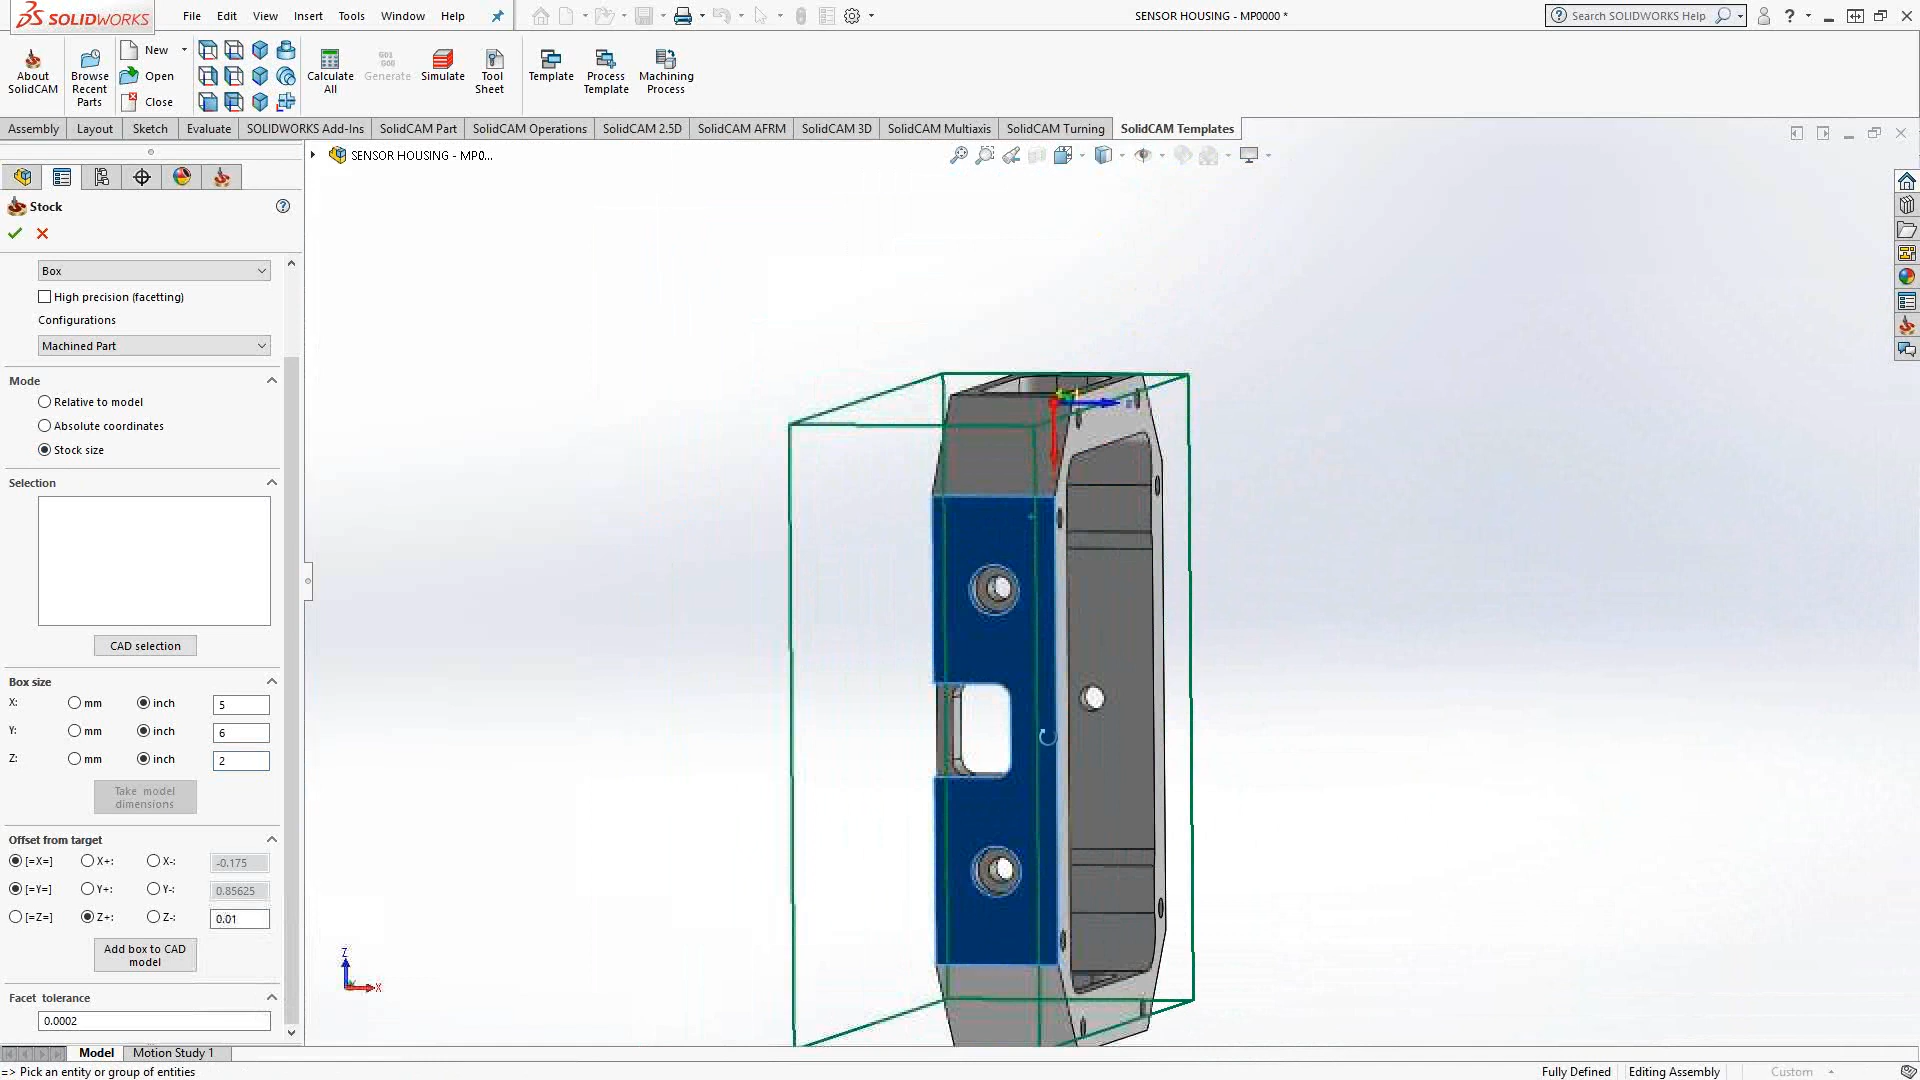 SOLIDWORKS
File Edit View Insert Tools Window Help
SENSOR HOUSING - MP0000 *
Search SOLIDWORKS Help
About SolidCAM
Browse Recent Parts
New
Open
Close
Calculate All
G01 G00
Generate
Simulate
Tool Sheet
Template
Process Template
Machining Process
Assembly Layout Sketch Evaluate SOLIDWORKS Add-Ins SolidCAM Part SolidCAM Operations SolidCAM 2.5D SolidCAM AFRM SolidCAM 3D SolidCAM Multiaxis SolidCAM Turning SolidCAM Templates
SENSOR HOUSING - MP0...
Stock
Box
High precision (facetting)
Configurations
Machined Part
Mode
Relative to model
Absolute coordinates
Stock size
Selection
CAD selection
Box size
X: mm inch 5
Y: mm inch 6
Z: mm inch 2
Take model
dimensions
Offset from target
[=X=] X+: X-: -0.175
[=Y=] Y+: Y-: 0.85625
[=Z=] Z+: Z-: 0.01
Add box to CAD
model
Facet tolerance
0.0002
Z
X
Model Motion Study 1
=> Pick an entity or group of entities
Fully Defined Editing Assembly Custom